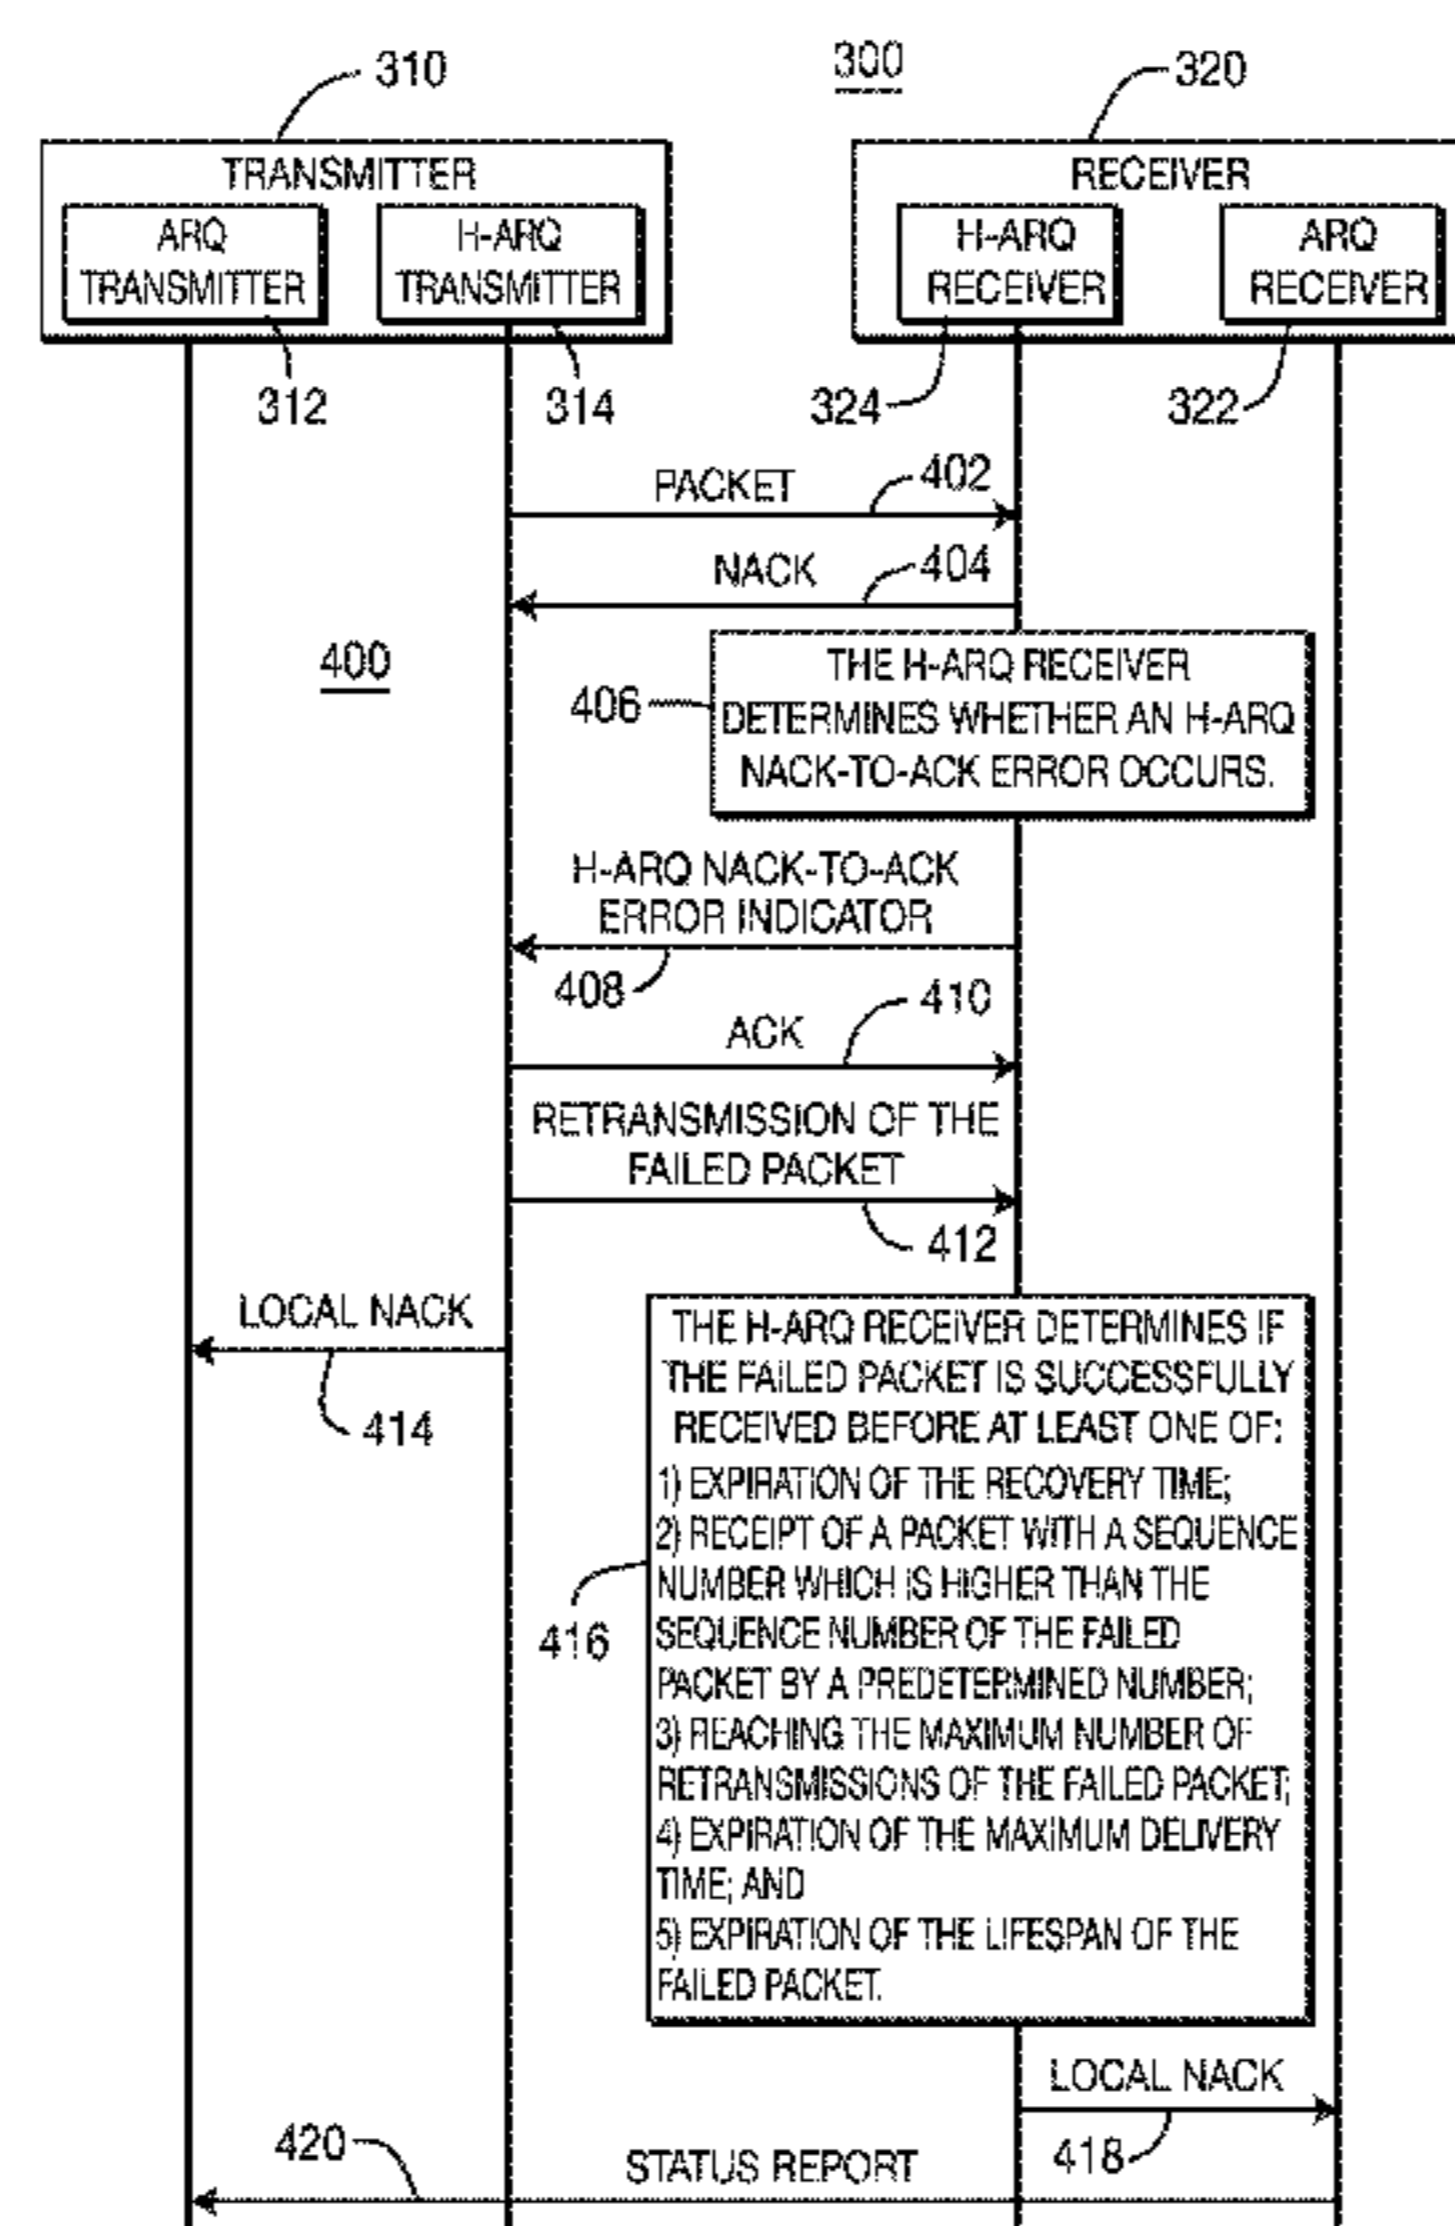 310
300
320
TRANSMITTER
RECEIVER
ARQ
TRANSMITTER
H-ARQ
TRANSMITTER
H-ARQ
RECEIVER
ARQ
RECEIVER
312
314
324
322
PACKET
402
NACK
404
400
406
THE H-ARQ RECEIVER
DETERMINES WHETHER AN H-ARQ
NACK-TO-ACK ERROR OCCURS.
H-ARQ NACK-TO-ACK
ERROR INDICATOR
408
410
ACK
RETRANSMISSION OF THE
FAILED PACKET
412
LOCAL NACK
414
THE H-ARQ RECEIVER DETERMINES IF
THE FAILED PACKET IS SUCCESSFULLY
RECEIVED BEFORE AT LEAST ONE OF:
1) EXPIRATION OF THE RECOVERY TIME;
2) RECEIPT OF A PACKET WITH A SEQUENCE
NUMBER WHICH IS HIGHER THAN THE
SEQUENCE NUMBER OF THE FAILED
PACKET BY A PREDETERMINED NUMBER;
3) REACHING THE MAXIMUM NUMBER OF
RETRANSMISSIONS OF THE FAILED PACKET;
4) EXPIRATION OF THE MAXIMUM DELIVERY
TIME; AND
5) EXPIRATION OF THE LIFESPAN OF THE
FAILED PACKET.
416
LOCAL NACK
418
420
STATUS REPORT